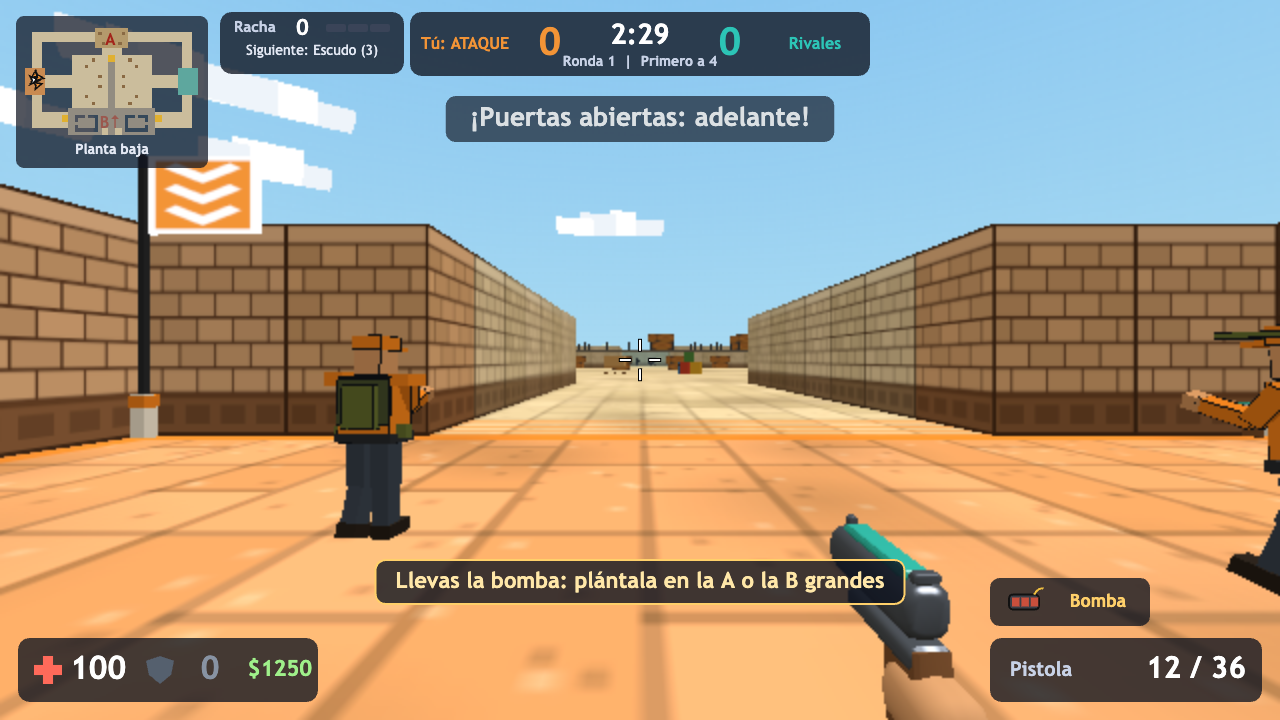 A
B↑
Planta baja
Racha 0
Siguiente: Escudo (3)
Tú: ATAQUE 0 2:29 0 Rivales
Ronda 1 | Primero a 4
¡Puertas abiertas: adelante!
Llevas la bomba: plántala en la A o la B grandes
Bomba
100 0 $1250
Pistola 12 / 36